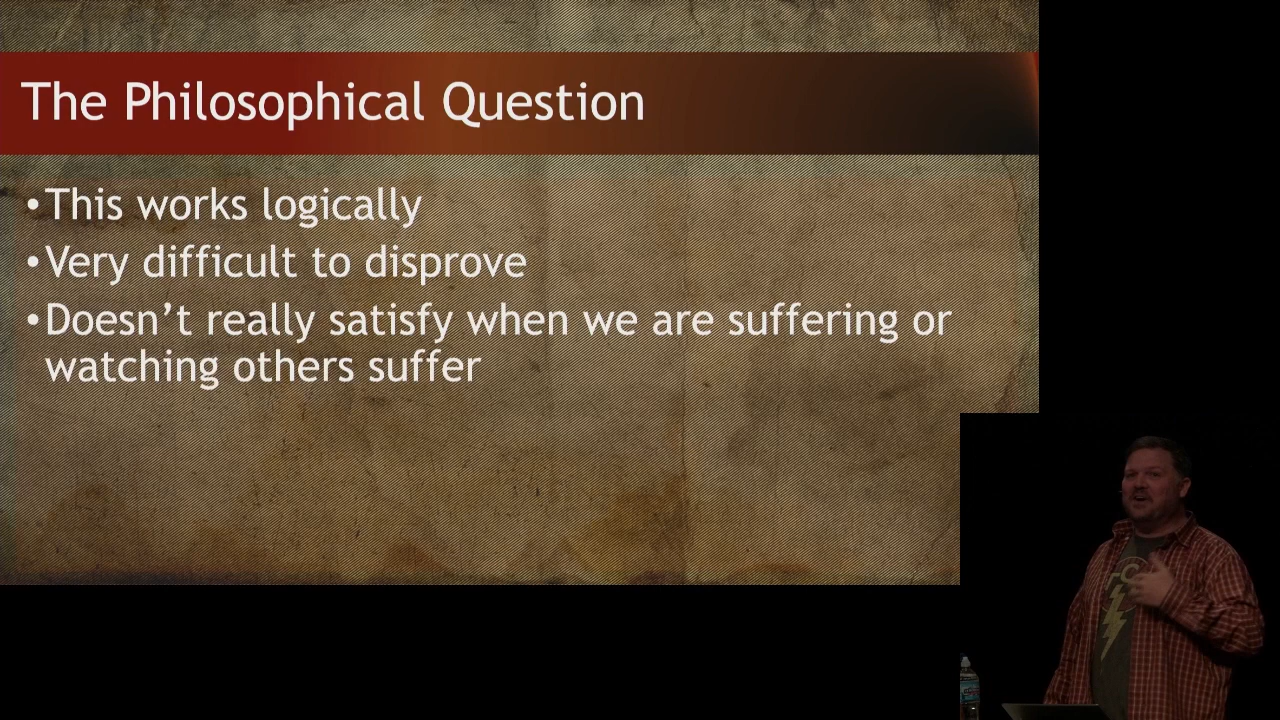 The Philosophical Question
•This works logically
•Very difficult to disprove
•Doesn’t really satisfy when we are suffering or
watching others suffer